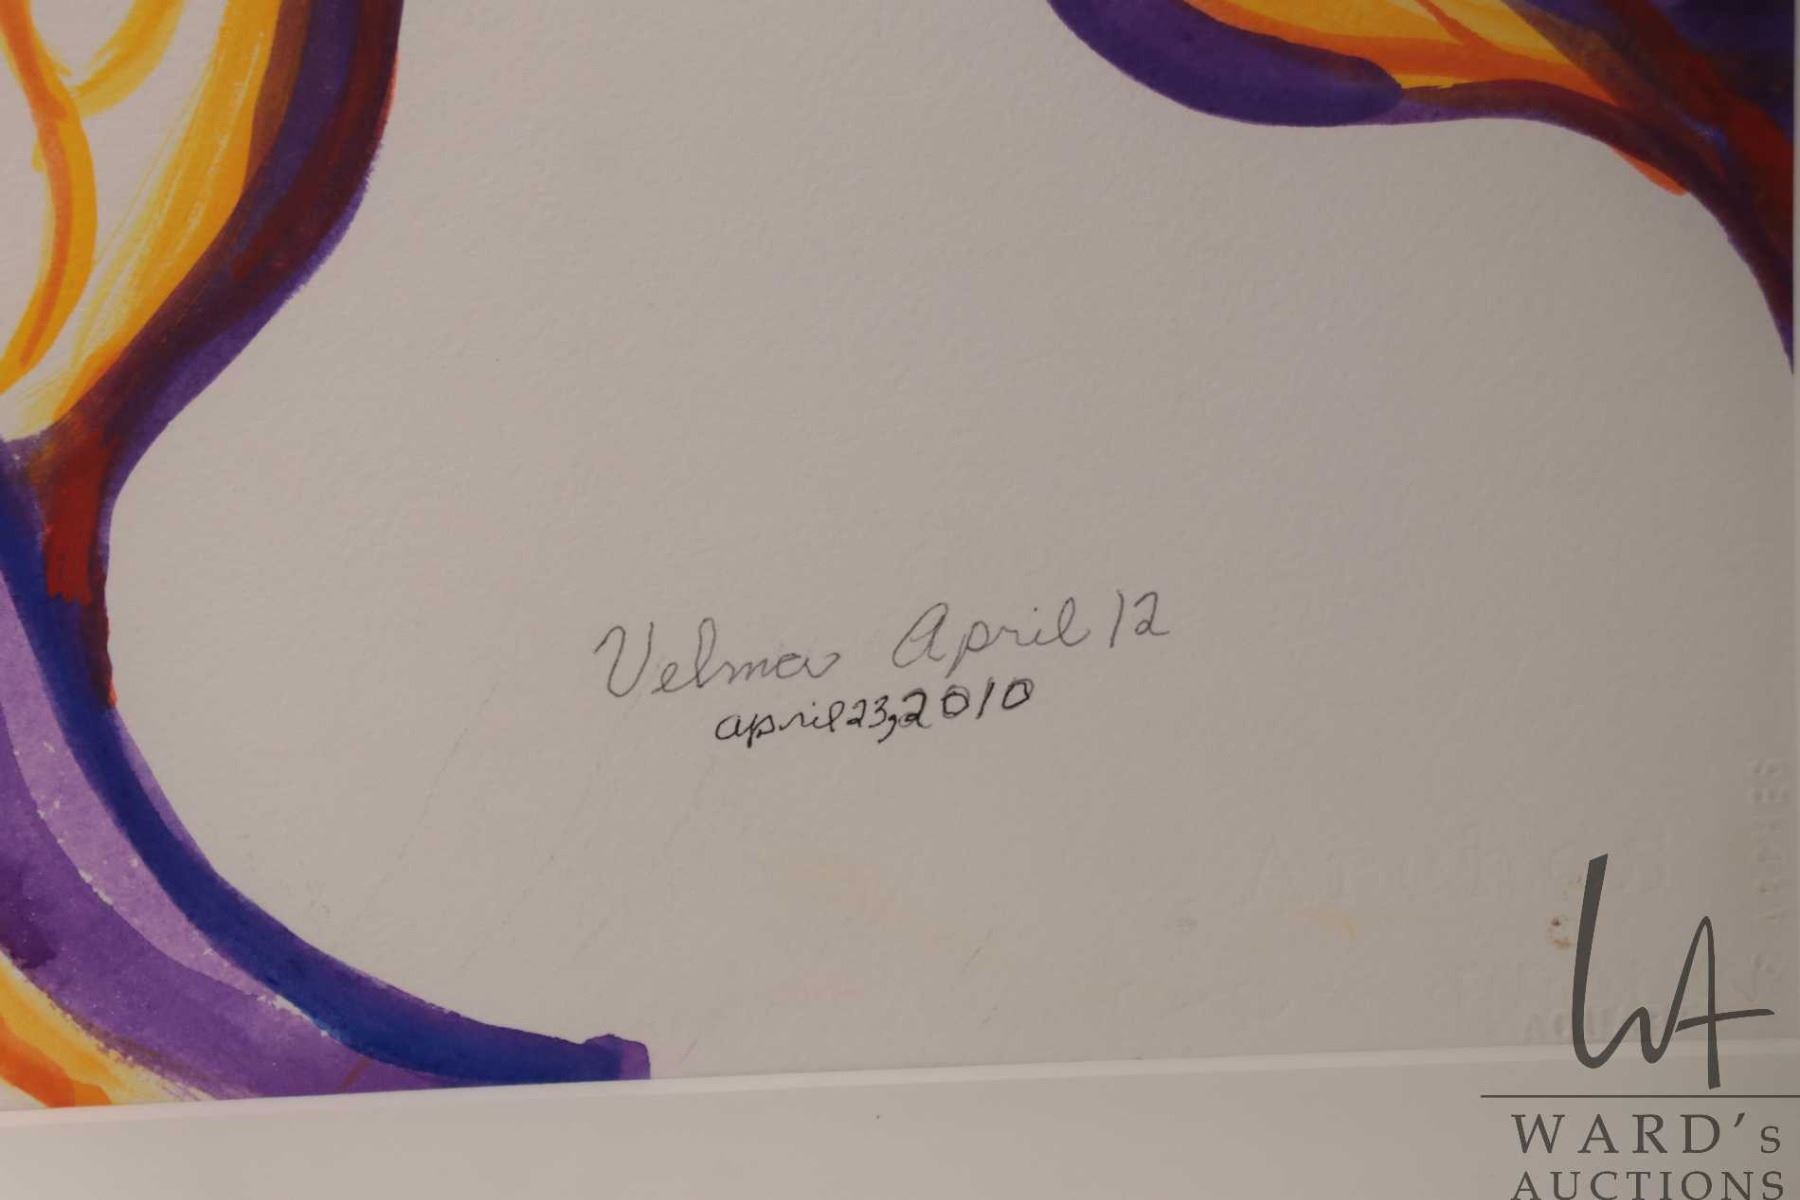 Velma April 12
april 23, 2010
WARD's
AUCTIONS